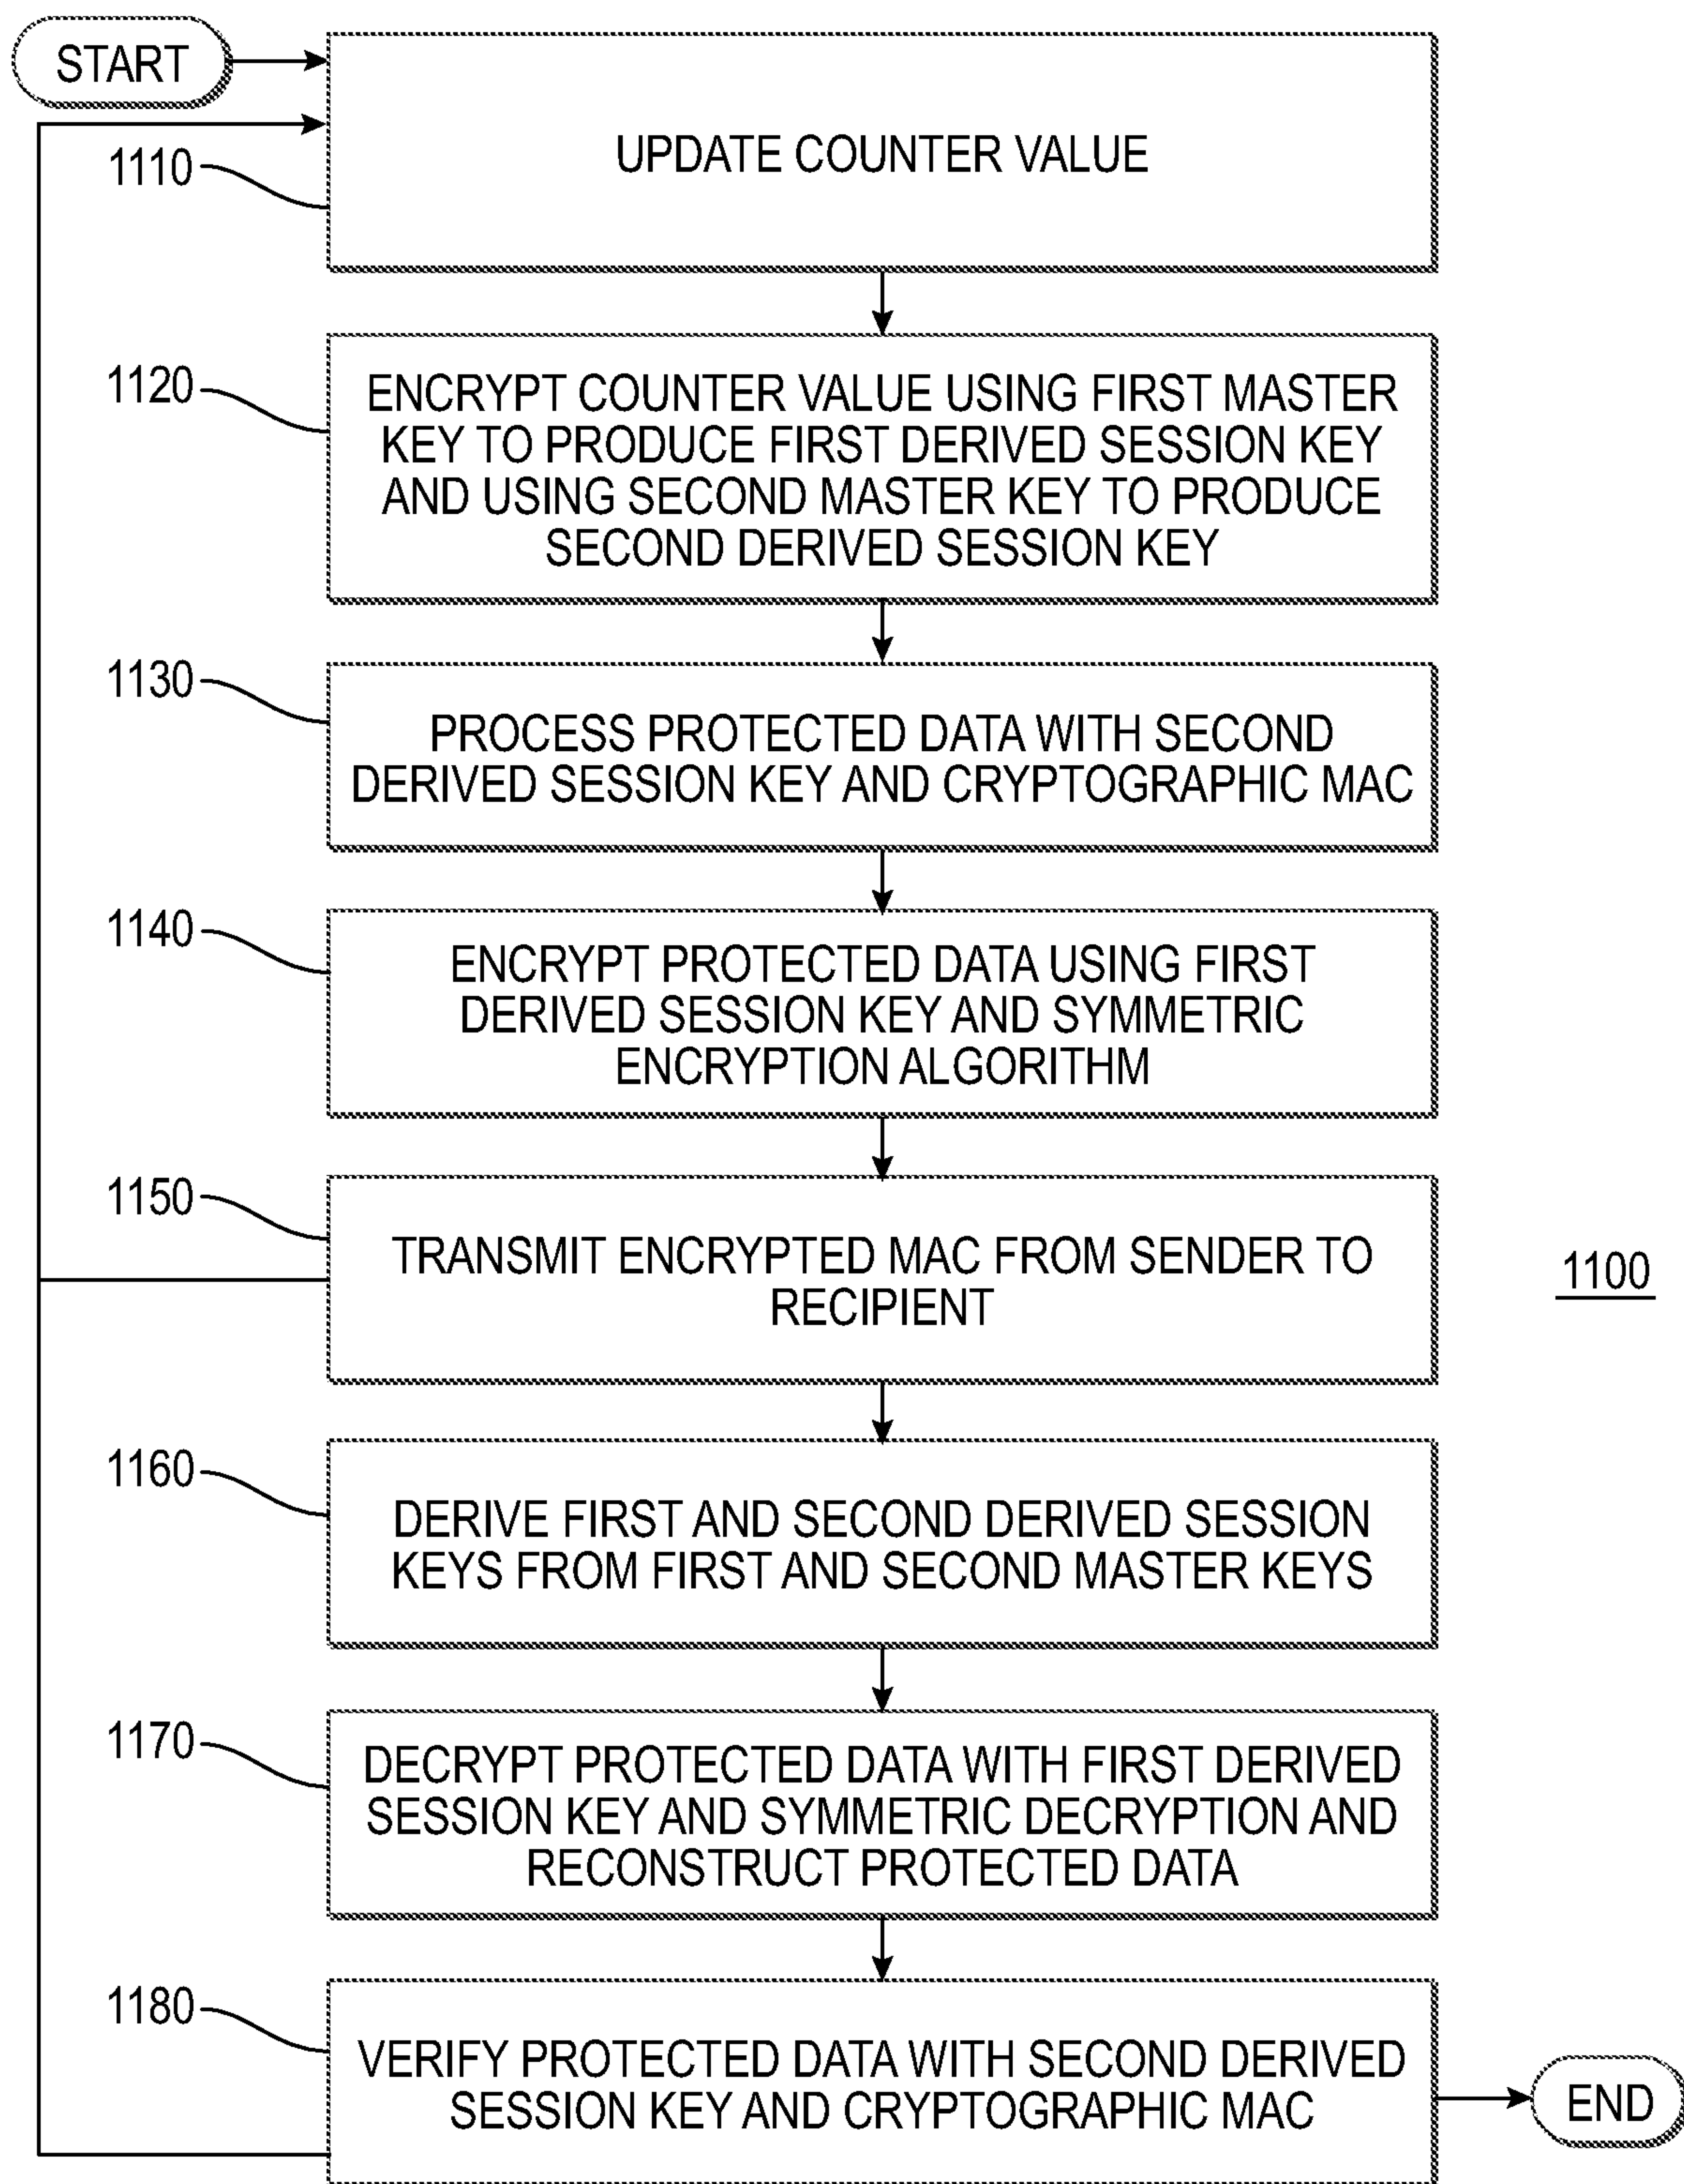 START
UPDATE COUNTER VALUE
1110
1120
ENCRYPT COUNTER VALUE USING FIRST MASTER
KEY TO PRODUCE FIRST DERIVED SESSION KEY
AND USING SECOND MASTER KEY TO PRODUCE
SECOND DERIVED SESSION KEY
1130
PROCESS PROTECTED DATA WITH SECOND
DERIVED SESSION KEY AND CRYPTOGRAPHIC MAC
1140
ENCRYPT PROTECTED DATA USING FIRST
DERIVED SESSION KEY AND SYMMETRIC
ENCRYPTION ALGORITHM
1150
TRANSMIT ENCRYPTED MAC FROM SENDER TO
RECIPIENT
1100
1160
DERIVE FIRST AND SECOND DERIVED SESSION
KEYS FROM FIRST AND SECOND MASTER KEYS
1170
DECRYPT PROTECTED DATA WITH FIRST DERIVED
SESSION KEY AND SYMMETRIC DECRYPTION AND
RECONSTRUCT PROTECTED DATA
1180
VERIFY PROTECTED DATA WITH SECOND DERIVED
SESSION KEY AND CRYPTOGRAPHIC MAC
END